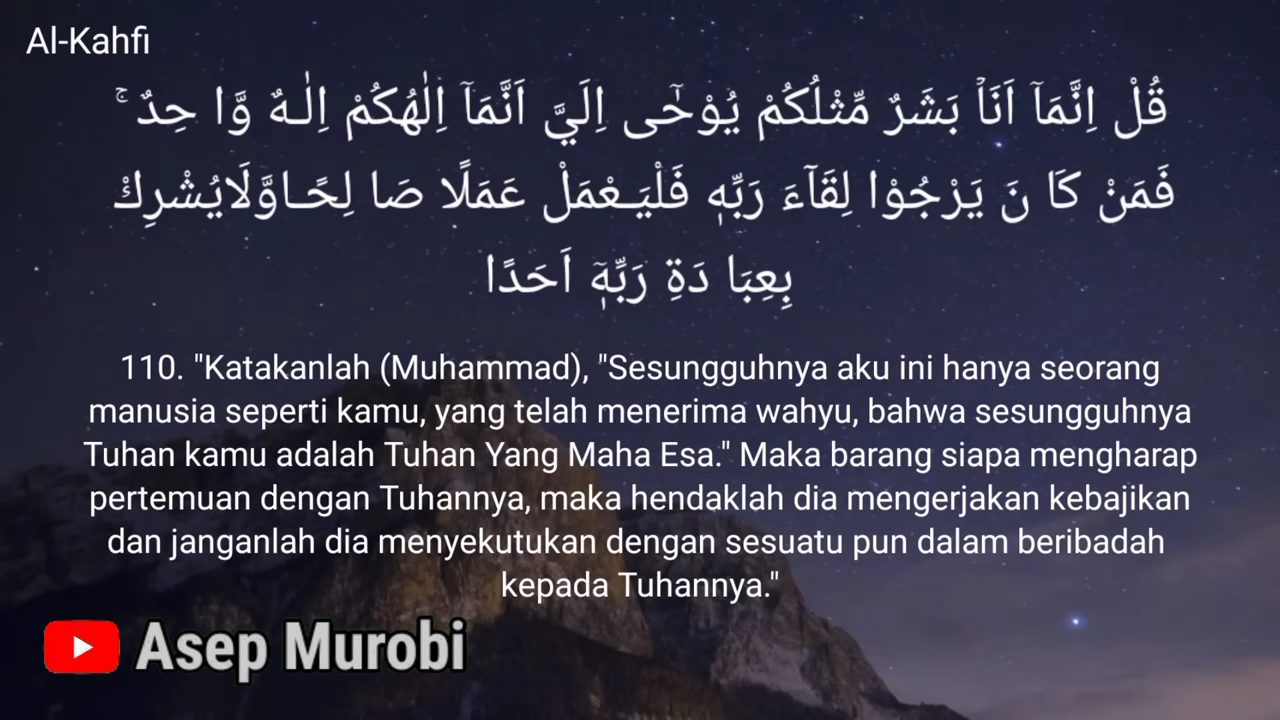 Al-Kahfi
قُلْ اِنَّمَاۤ اَنَاۡ بَشَرٌ مِّثْلُكُمْ يُوْحٰۤى اِلَيَّ اَنَّمَاۤ اِلٰهُكُمْ اِلٰـهٌ وَّا حِدٌ ۚ
فَمَنْ كَا نَ يَرْجُوْا لِقَآءَ رَبِّهٖ فَلْيَـعْمَلْ عَمَلًا صَا لِحًـاوَّلَايُشْرِكْ
بِعِبَا دَةِ رَبِّهٖۤ اَحَدًا
110. "Katakanlah (Muhammad), "Sesungguhnya aku ini hanya seorang
manusia seperti kamu, yang telah menerima wahyu, bahwa sesungguhnya
Tuhan kamu adalah Tuhan Yang Maha Esa." Maka barang siapa mengharap
pertemuan dengan Tuhannya, maka hendaklah dia mengerjakan kebajikan
dan janganlah dia menyekutukan dengan sesuatu pun dalam beribadah
kepada Tuhannya."
Asep Murobi